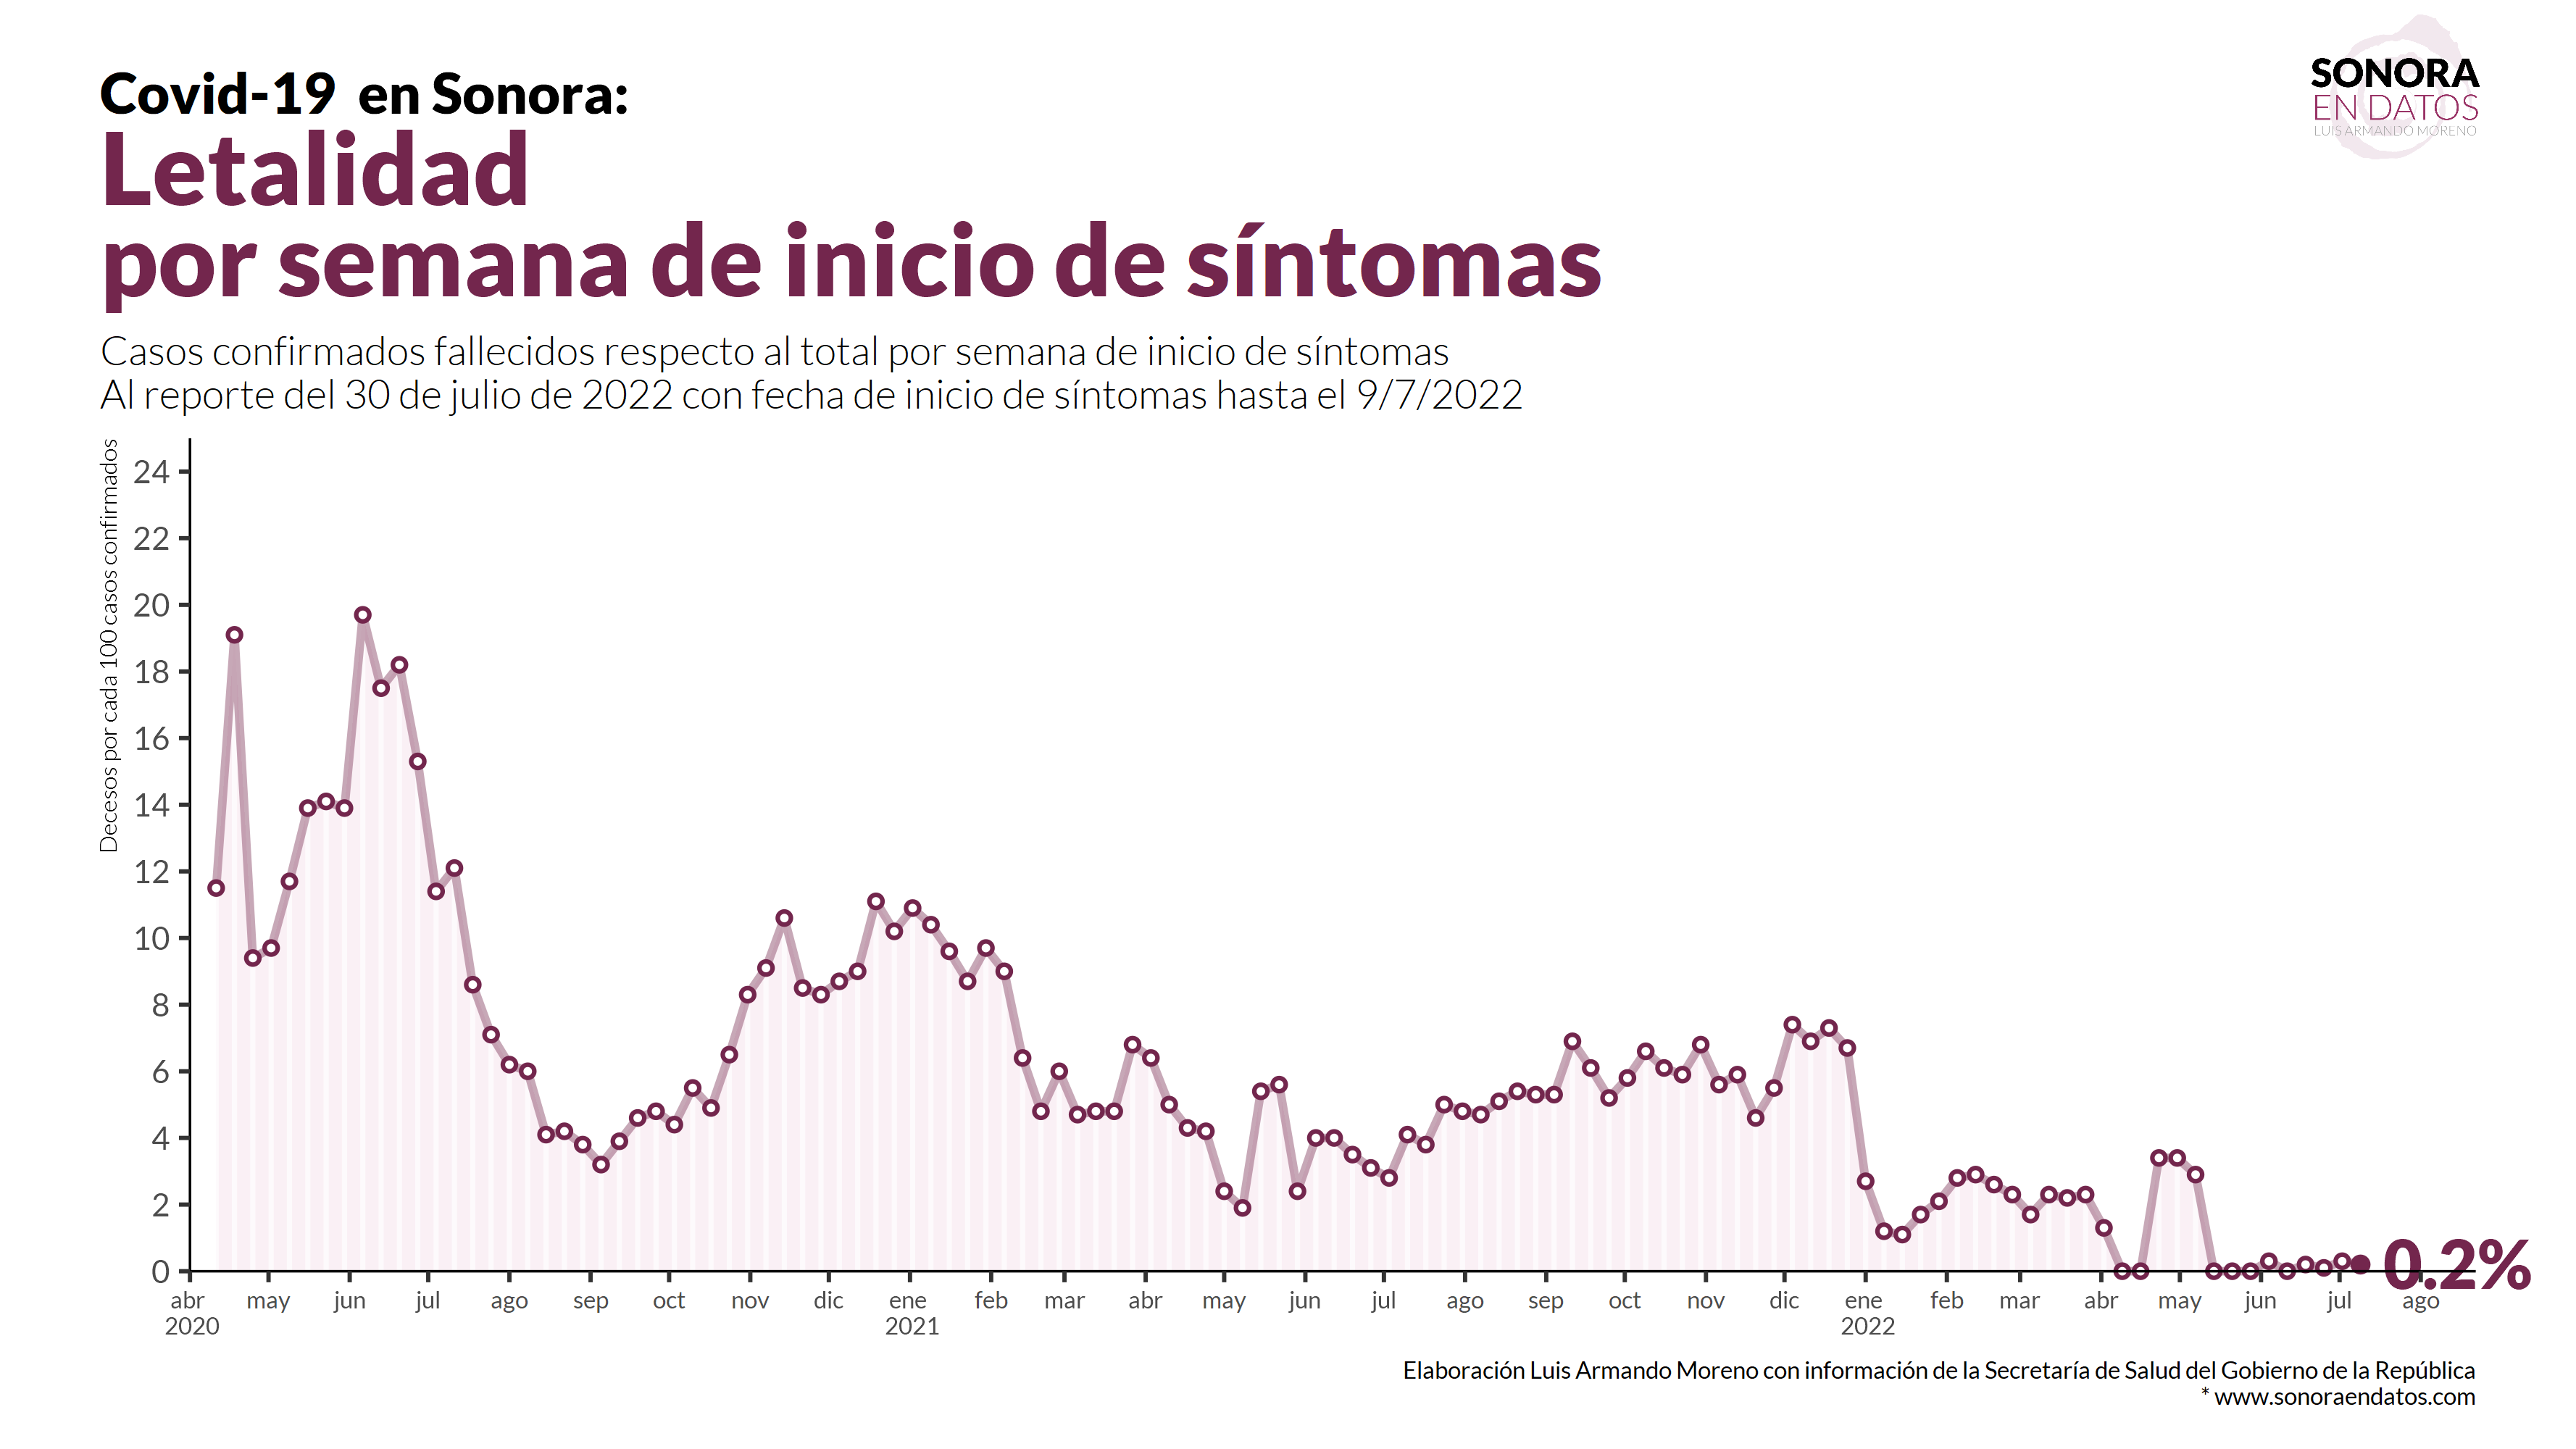 Covid-19 en Sonora:
Letalidad
por semana de inicio de síntomas
Casos confirmados fallecidos respecto al total por semana de inicio de síntomas
Al reporte del 30 de julio de 2022 con fecha de inicio de síntomas hasta el 9/7/2022
SONORA
EN DATOS
LUIS ARMANDO MORENO
Decesos por cada 100 casos confirmados
24
22
20
18
16
14
12
10
8
6
4
2
0
0.2%
abr may jun jul ago sep oct nov dic ene feb mar abr may jun jul ago sep oct nov dic ene feb mar abr may jun jul ago
2020 2021 2022
Elaboración Luis Armando Moreno con información de la Secretaría de Salud del Gobierno de la República
* www.sonoraendatos.com